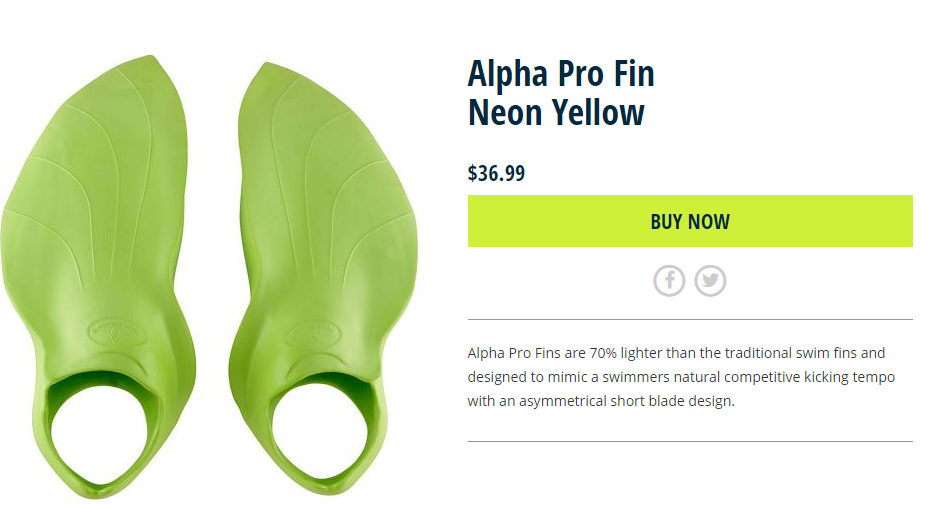 Alpha Pro Fin
Neon Yellow
$36.99
BUY NOW
Alpha Pro Fins are 70% lighter than the traditional swim fins and
designed to mimic a swimmers natural competitive kicking tempo
with an asymmetrical short blade design.